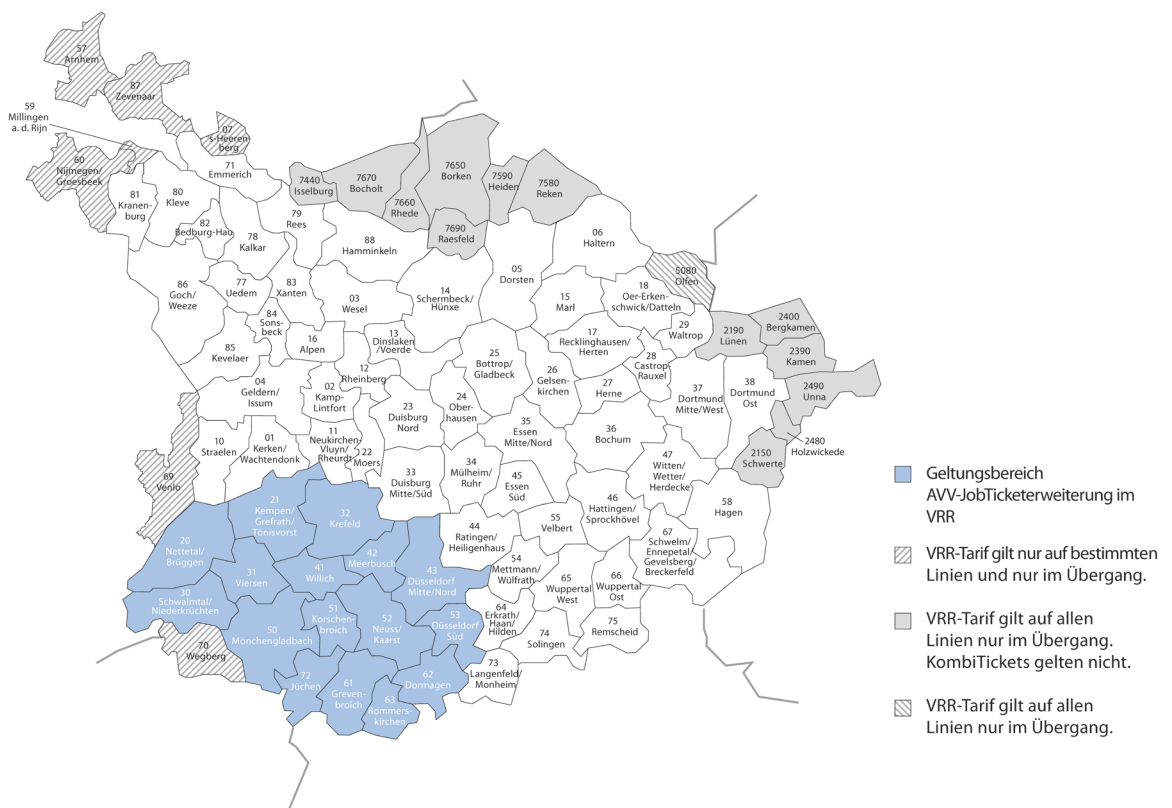 57
Arnhem
87
Zevenaar
59
Millingen
a. d. Rijn
07
's-Heeren-
berg
60
Nijmegen/
Groesbeek
71
Emmerich
81
Kranen-
burg
80
Kleve
82
Bedburg-Hau
78
Kalkar
79
Rees
7440
Isselburg
7670
Bocholt
7660
Rhede
7650
Borken
7590
Heiden
7580
Reken
7690
Raesfeld
88
Hamminkeln
06
Haltern
5080
Olfen
86
Goch/
Weeze
77
Uedem
83
Xanten
03
Wesel
14
Schermbeck/
Hünxe
05
Dorsten
15
Marl
18
Oer-Erken-
schwick/Datteln
29
Waltrop
2190
Lünen
2400
Bergkamen
2390
Kamen
2490
Unna
2480
Holzwickede
2150
Schwerte
84
Sons-
beck
85
Kevelaer
16
Alpen
13
Dinslaken
/Voerde
12
Rheinberg
25
Bottrop/
Gladbeck
17
Recklinghausen/
Herten
28
Castrop-
Rauxel
26
Gelsen-
kirchen
27
Herne
37
Dortmund
Mitte/West
38
Dortmund
Ost
04
Geldern/
Issum
02
Kamp-
Lintfort
23
Duisburg
Nord
24
Ober-
hausen
35
Essen
Mitte/Nord
36
Bochum
10
Straelen
01
Kerken/
Wachtendonk
11
Neukirchen-
Vluyn/
Rheurdt
22
Moers
33
Duisburg
Mitte/Süd
34
Mülheim/
Ruhr
45
Essen
Süd
47
Witten/
Wetter/
Herdecke
46
Hattingen/
Sprockhövel
58
Hagen
69
Venlo
21
Kempen/
Grefrath/
Tönisvorst
32
Krefeld
44
Ratingen/
Heiligenhaus
55
Velbert
67
Schwelm/
Ennepetal/
Gevelsberg/
Breckerfeld
20
Nettetal/
Brüggen
31
Viersen
41
Willich
42
Meerbusch
43
Düsseldorf
Mitte/Nord
54
Mettmann/
Wülfrath
65
Wuppertal
West
66
Wuppertal
Ost
30
Schwalmtal/
Niederkrüchten
50
Mönchengladbach
51
Korschen-
broich
52
Neuss/
Kaarst
53
Düsseldorf
Süd
64
Erkrath/
Haan/
Hilden
74
Solingen
75
Remscheid
70
Wegberg
72
Jüchen
61
Greven-
broich
62
Dormagen
63
Rommers-
kirchen
73
Langenfeld/
Monheim
Geltungsbereich
AVV-JobTicketerweiterung im
VRR
VRR-Tarif gilt nur auf bestimmten
Linien und nur im Übergang.
VRR-Tarif gilt auf allen
Linien nur im Übergang.
KombiTickets gelten nicht.
VRR-Tarif gilt auf allen
Linien nur im Übergang.